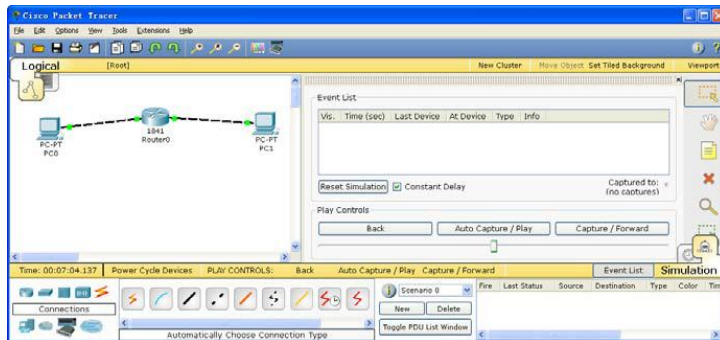 Cisco Packet Tracer
File Edit Options View Tools Extensions Help
Logical [Root] New Cluster Move Object Set Tiled Background Viewport
Event List
Vis. Time (sec) Last Device At Device Type Info
PC-PT
PC0
1841
Router0
PC-PT
PC1
Reset Simulation Constant Delay Captured to:
(no captures)
Play Controls
Back Auto Capture / Play Capture / Forward
Time: 00:07:04.137 Power Cycle Devices PLAY CONTROLS: Back Auto Capture / Play Capture / Forward Event List Simulation
Connections
Automatically Choose Connection Type
Scenario 0
New Delete
Toggle PDU List Window
Fire Last Status Source Destination Type Color Tim